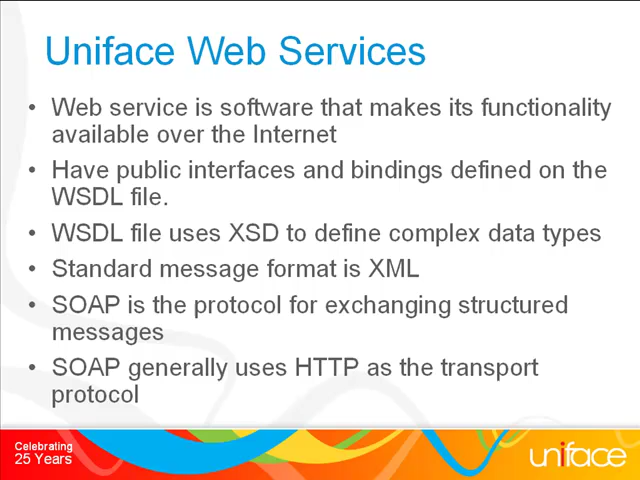 Uniface Web Services
• Web service is software that makes its functionality
available over the Internet
• Have public interfaces and bindings defined on the
WSDL file.
• WSDL file uses XSD to define complex data types
• Standard message format is XML
• SOAP is the protocol for exchanging structured
messages
• SOAP generally uses HTTP as the transport
protocol
Celebrating
25 Years
uniface